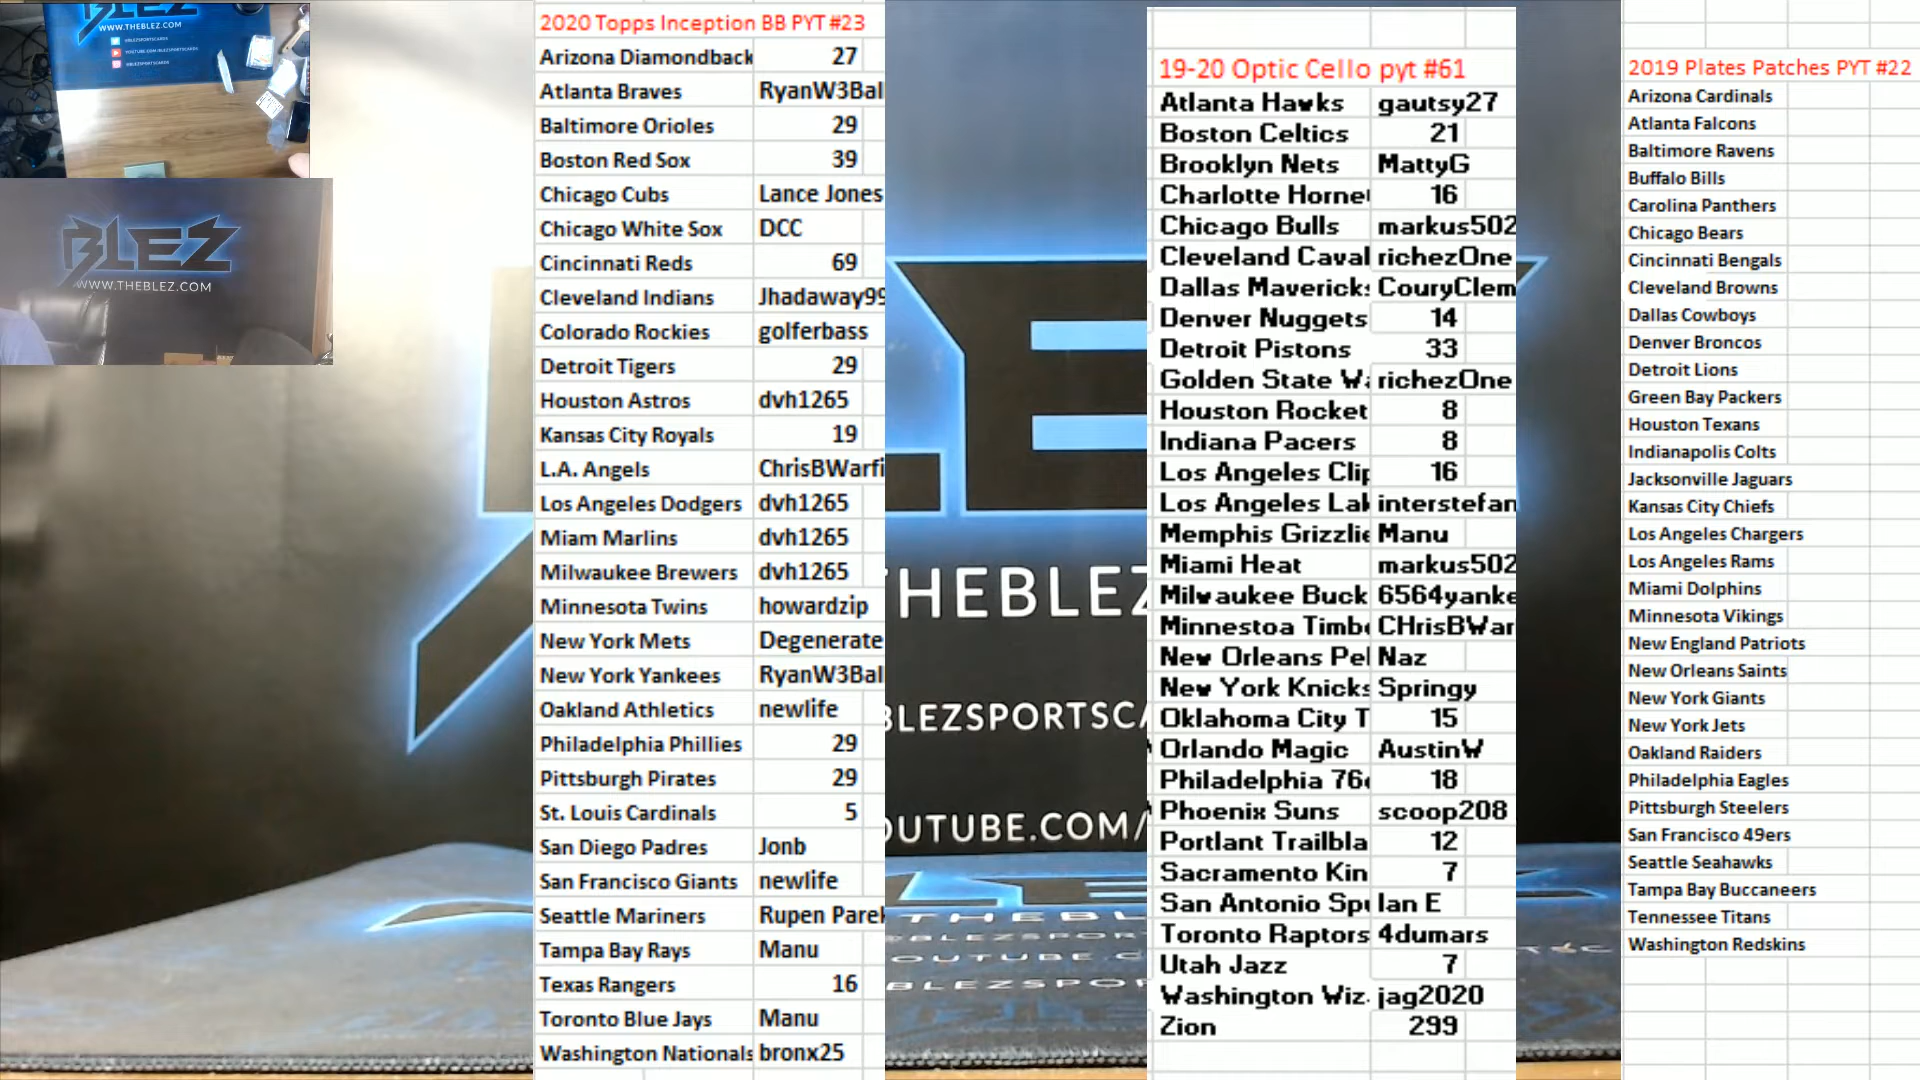 WWW.THEBLEZ.COM
BLEZ
WWW.THEBLEZ.COM
2020 Topps Inception BB PYT #23
Arizona Diamondback 27
Atlanta Braves RyanW3Bal
Baltimore Orioles 29
Boston Red Sox 39
Chicago Cubs Lance Jones
Chicago White Sox DCC
Cincinnati Reds 69
Cleveland Indians Jhadaway99
Colorado Rockies golferbass
Detroit Tigers 29
Houston Astros dvh1265
Kansas City Royals 19
L.A. Angels ChrisBWarfi
Los Angeles Dodgers dvh1265
Miam Marlins dvh1265
Milwaukee Brewers dvh1265
Minnesota Twins howardzip
New York Mets Degenerate
New York Yankees RyanW3Bal
Oakland Athletics newlife
Philadelphia Phillies 29
Pittsburgh Pirates 29
St. Louis Cardinals 5
San Diego Padres Jonb
San Francisco Giants newlife
Seattle Mariners Rupen Parek
Tampa Bay Rays Manu
Texas Rangers 16
Toronto Blue Jays Manu
Washington Nationals bronx25
THEBLEZ
BLEZSPORTSCA
OUTUBE.COM/
THEBL
19-20 Optic Cello pyt #61
Atlanta Hawks gautsy27
Boston Celtics 21
Brooklyn Nets MattyG
Charlotte Horne 16
Chicago Bulls markus502
Cleveland Caval richezOne
Dallas Mavericks CouryClem
Denver Nuggets 14
Detroit Pistons 33
Golden State Wa richezOne
Houston Rocket 8
Indiana Pacers 8
Los Angeles Clip 16
Los Angeles Lak interstefan
Memphis Grizzlie Manu
Miami Heat markus502
Milwaukee Buck 6564yanke
Minnestoa Timbe CHrisBWar
New Orleans Pel Naz
New York Knicks Springy
Oklahoma City T 15
Orlando Magic AustinW
Philadelphia 76e 18
Phoenix Suns scoop208
Portlant Trailbla 12
Sacramento Kin 7
San Antonio Spu Ian E
Toronto Raptors 4dumars
Utah Jazz 7
Washington Wiz jag2020
Zion 299
2019 Plates Patches PYT #22
Arizona Cardinals
Atlanta Falcons
Baltimore Ravens
Buffalo Bills
Carolina Panthers
Chicago Bears
Cincinnati Bengals
Cleveland Browns
Dallas Cowboys
Denver Broncos
Detroit Lions
Green Bay Packers
Houston Texans
Indianapolis Colts
Jacksonville Jaguars
Kansas City Chiefs
Los Angeles Chargers
Los Angeles Rams
Miami Dolphins
Minnesota Vikings
New England Patriots
New Orleans Saints
New York Giants
New York Jets
Oakland Raiders
Philadelphia Eagles
Pittsburgh Steelers
San Francisco 49ers
Seattle Seahawks
Tampa Bay Buccaneers
Tennessee Titans
Washington Redskins